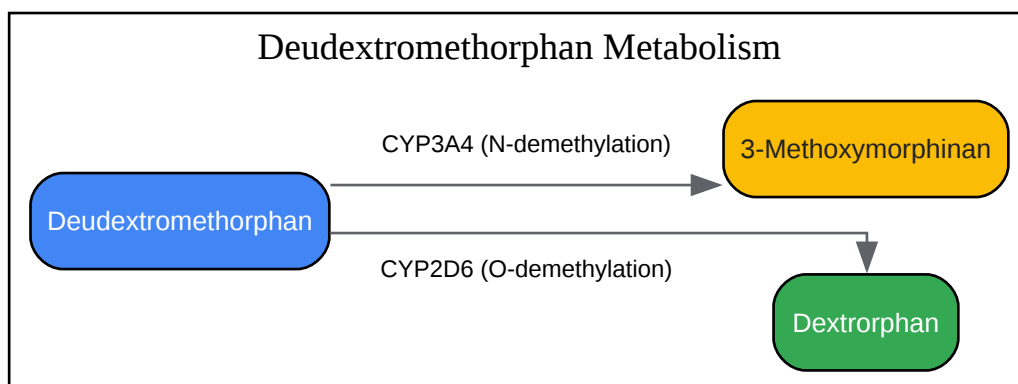 Deudextromethorphan Metabolism
CYP3A4 (N-demethylation)
3-Methoxymorphinan
Deudextromethorphan
CYP2D6 (O-demethylation)
Dextrorphan